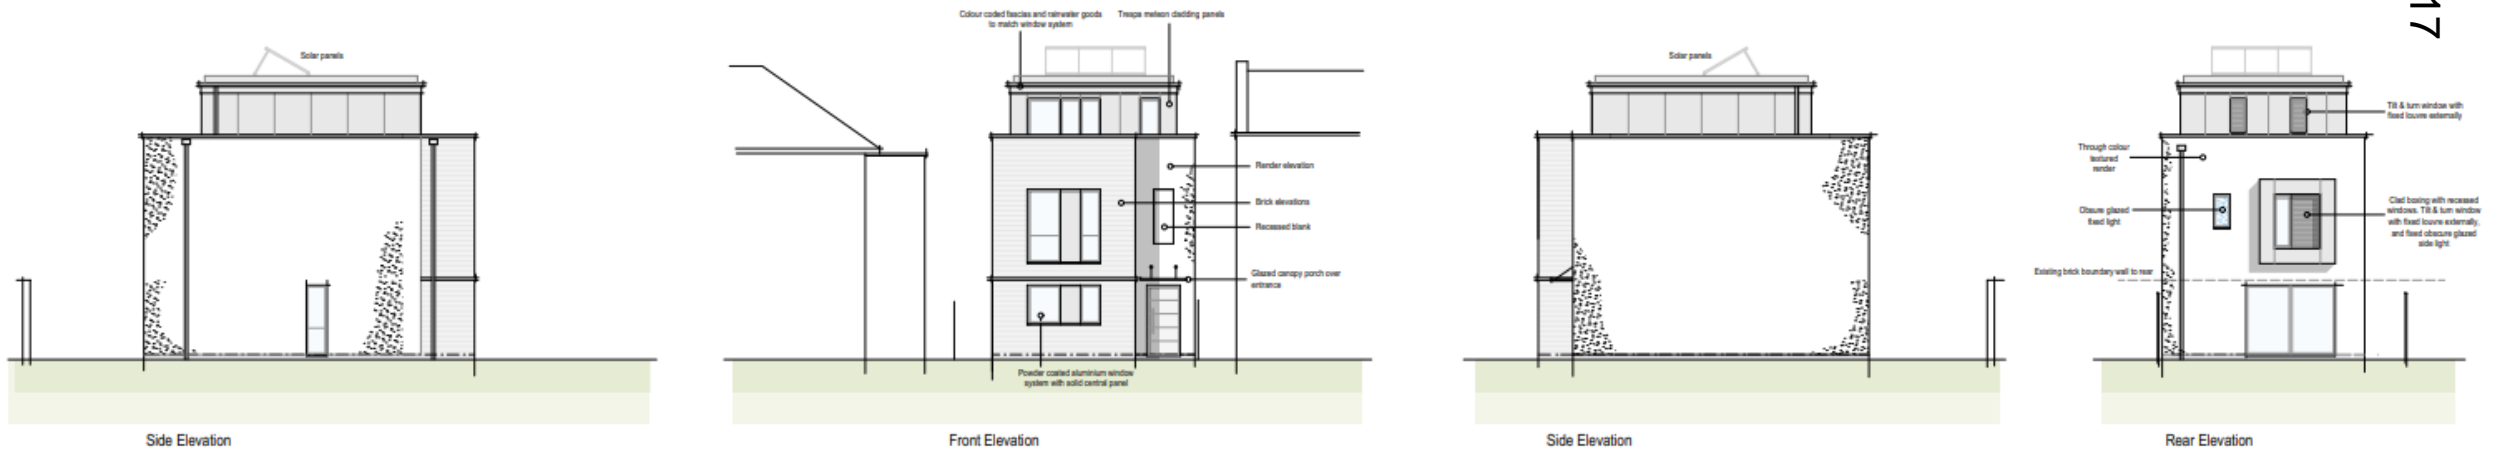 17
Solar panels
Side Elevation
Colour coded fascias and rainwater goods
to match window system
Trespa meteon cladding panels
Render elevation
Brick elevations
Recessed blank
Glazed canopy porch over
entrance
Powder coated aluminium window
system with solid central panel
Front Elevation
Solar panels
Side Elevation
Tilt & turn window with
fixed louvre externally
Through colour
textured
render
Obsure glazed
fixed light
Clad boxing with recessed
windows. Tilt & turn window
with fixed louvre externally,
and fixed obscure glazed
side light
Existing brick boundary wall to rear
Rear Elevation